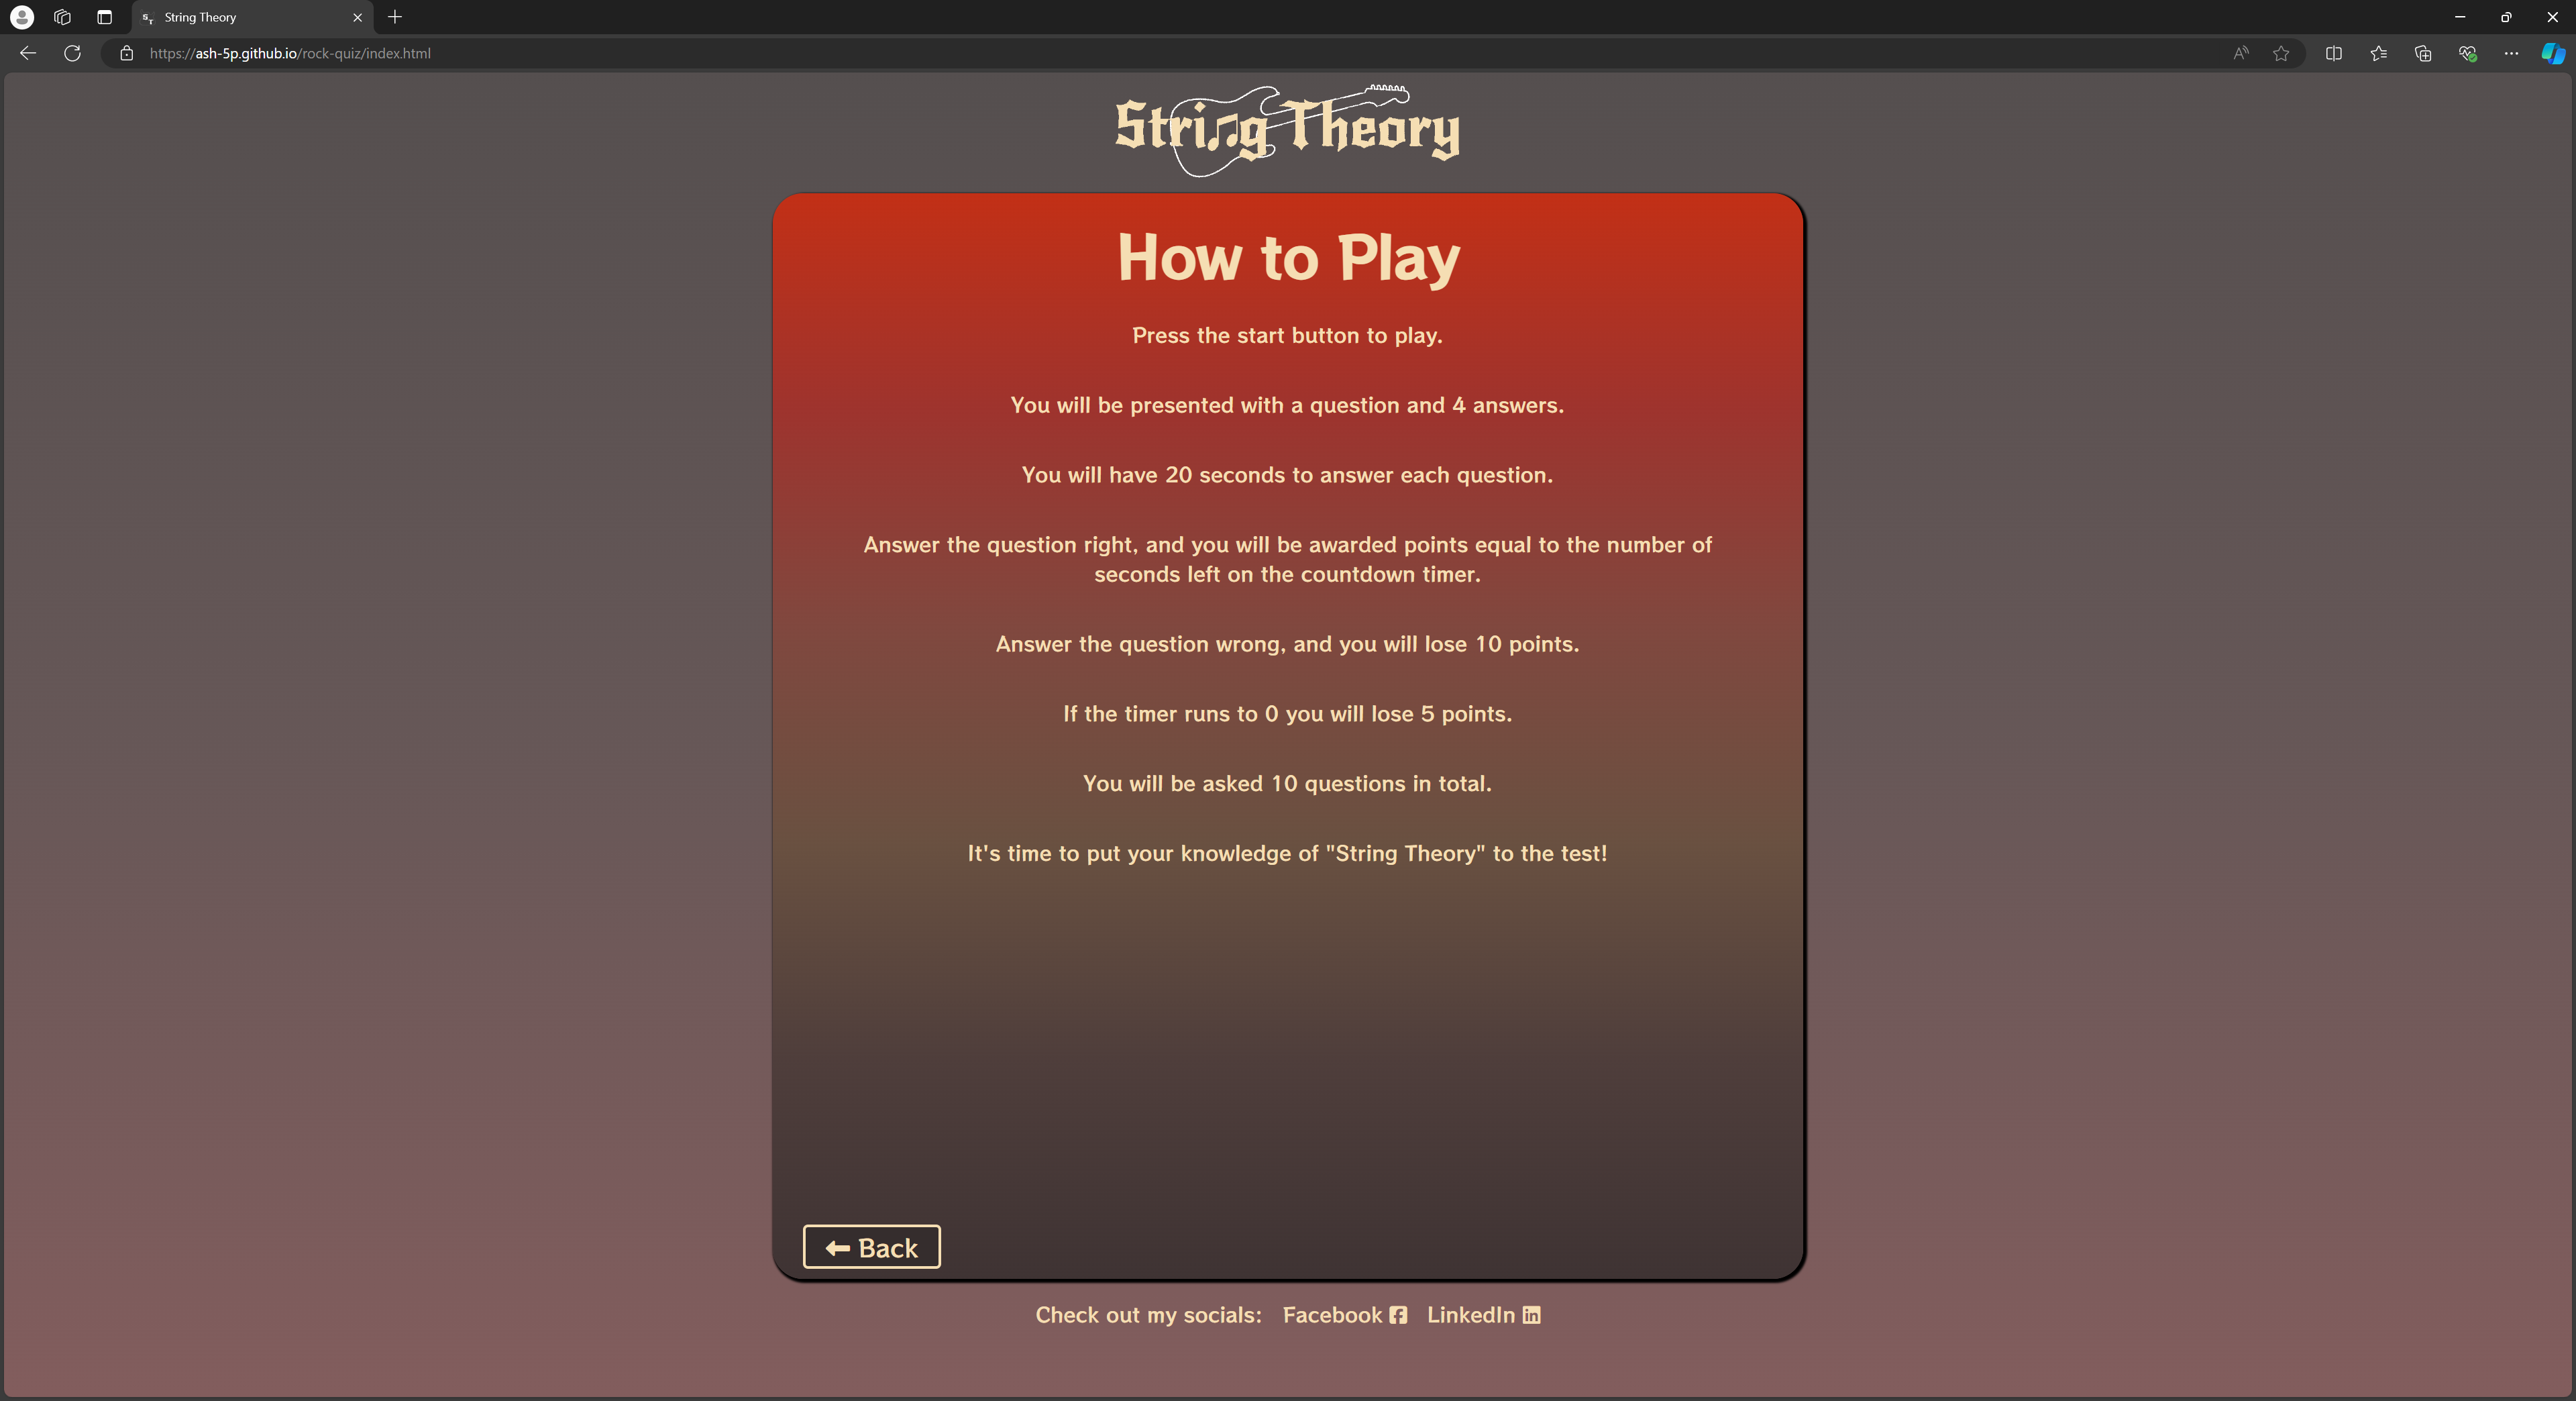 String Theory
https://ash-5p.github.io/rock-quiz/index.html
String Theory
How to Play
Press the start button to play.
You will be presented with a question and 4 answers.
You will have 20 seconds to answer each question.
Answer the question right, and you will be awarded points equal to the number of
seconds left on the countdown timer.
Answer the question wrong, and you will lose 10 points.
If the timer runs to 0 you will lose 5 points.
You will be asked 10 questions in total.
It's time to put your knowledge of "String Theory" to the test!
Back
Check out my socials: Facebook LinkedIn